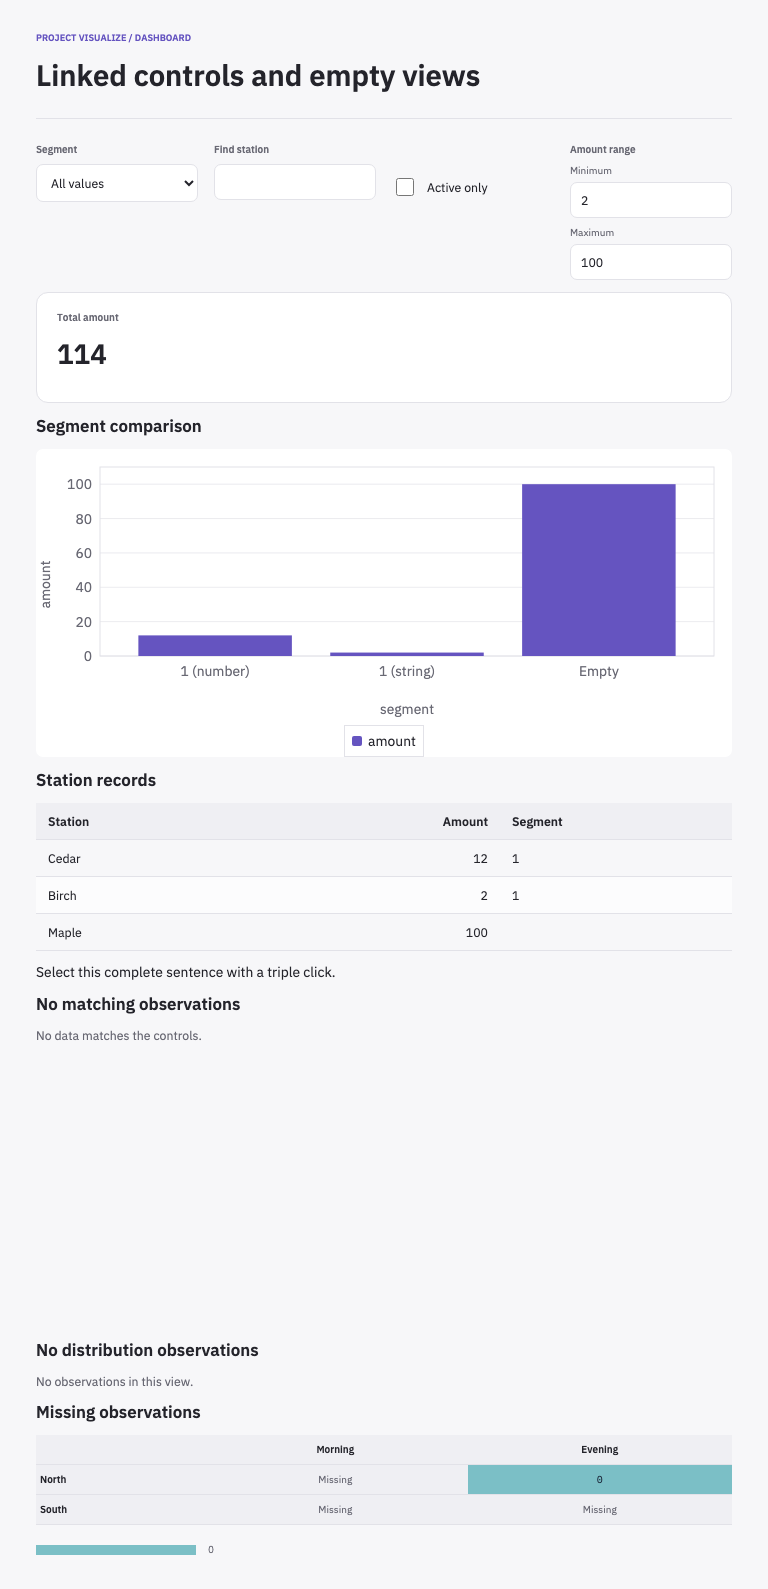 PROJECT VISUALIZE / DASHBOARD
Linked controls and empty views
Segment
All values
Find station
Active only
Amount range
Minimum
2
Maximum
100
Total amount
114
Segment comparison
100
80
60
40
20
0
amount
1 (number) 1 (string) Empty
segment
amount
Station records
Station Amount Segment
Cedar 12 1
Birch 2 1
Maple 100
Select this complete sentence with a triple click.
No matching observations
No data matches the controls.
No distribution observations
No observations in this view.
Missing observations
Morning Evening
North Missing 0
South Missing Missing
0